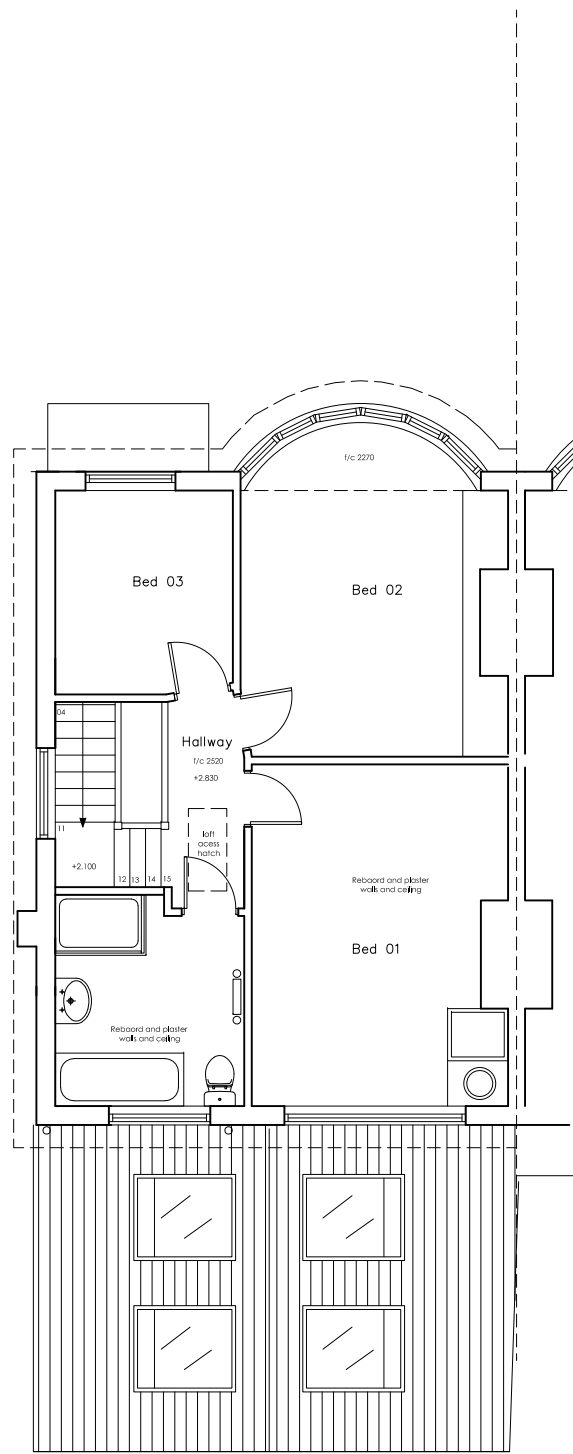 f/c 2270
Bed 03
Bed 02
04
Hallway
f/c 2520
+2.830
11
loft
acess
hatch
+2.100
12 13 14 15
Reboard and plaster
walls and ceiling
Bed 01
Reboard and plaster
walls and ceiling